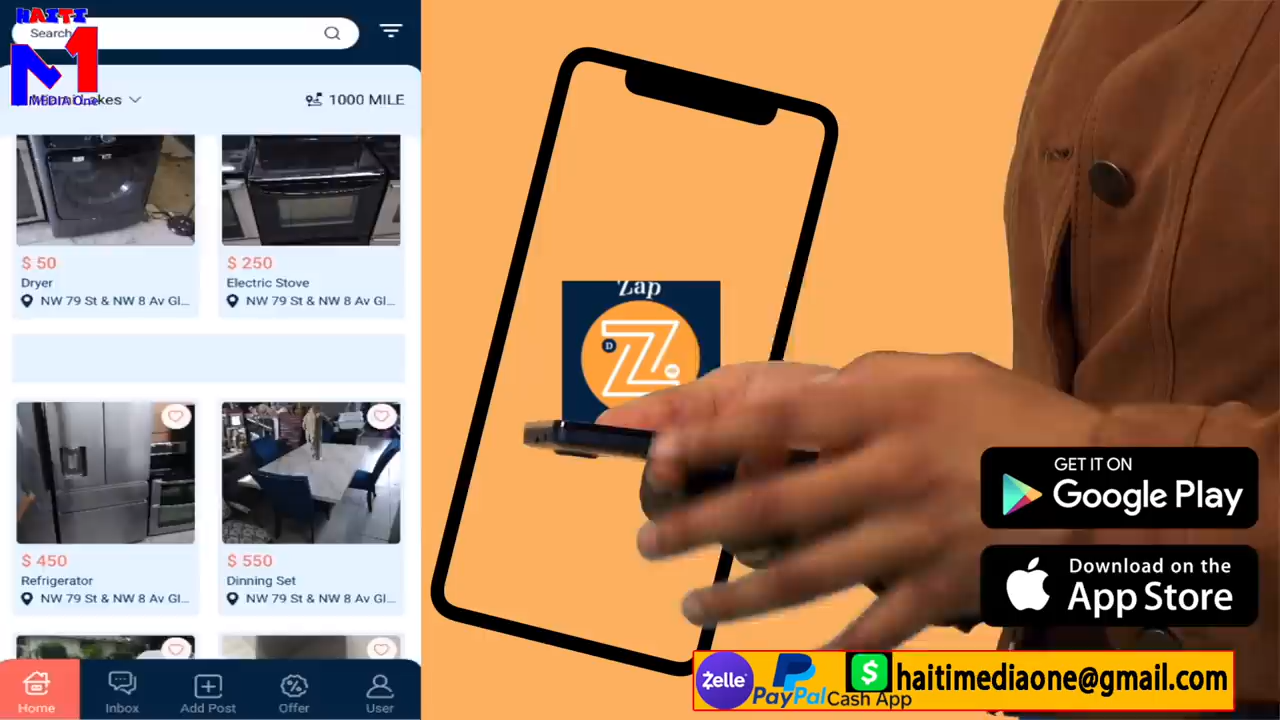 HAITI
Search
M1
MEDIA One
1000 MILE
$ 50
Dryer
NW 79 St & NW 8 Av Gl...
$ 250
Electric Stove
NW 79 St & NW 8 Av Gl...
$ 450
Refrigerator
NW 79 St & NW 8 Av Gl...
$ 550
Dinning Set
NW 79 St & NW 8 Av Gl...
Home
Inbox
Add Post
Offer
User
Zap
D
Z
GET IT ON
Google Play
Download on the
App Store
Zelle
PayPal
Cash App
haitimediaone@gmail.com